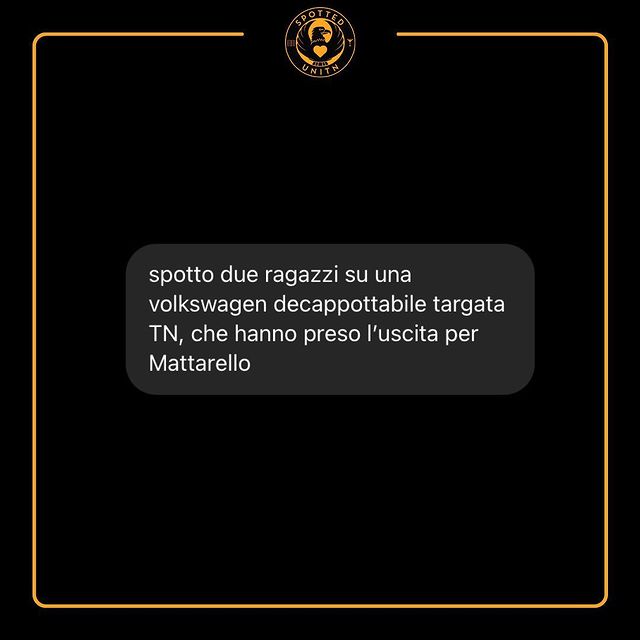 SPOTTED
UNITN
spotto due ragazzi su una
volkswagen decappottabile targata
TN, che hanno preso l’uscita per
Mattarello